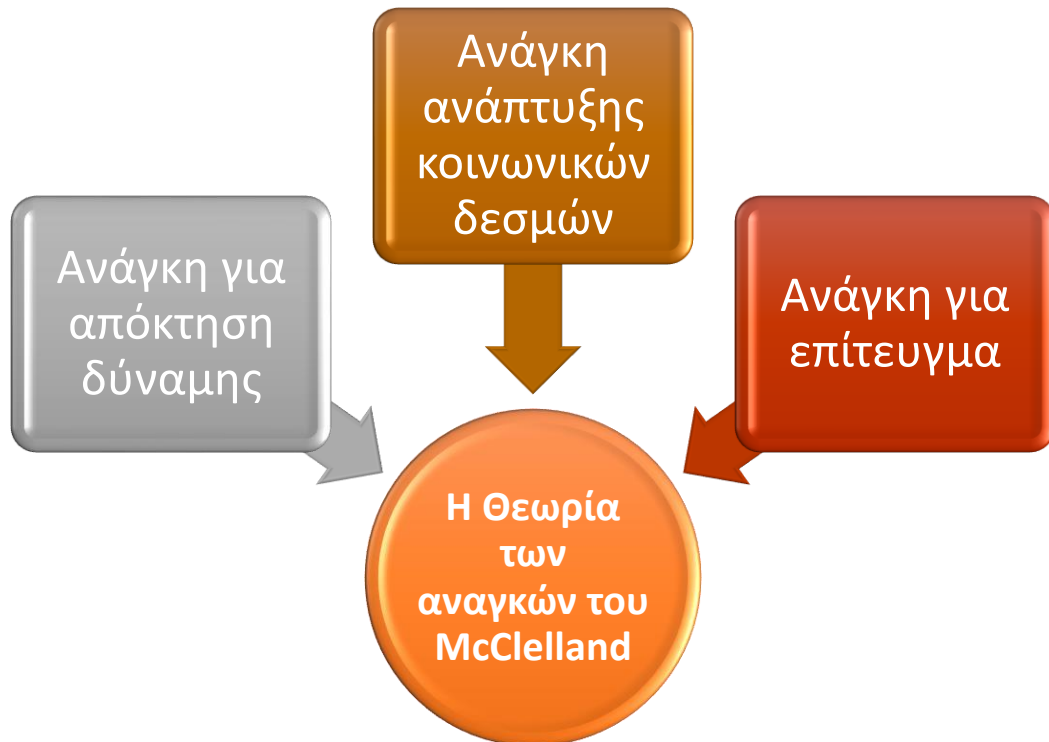 Ανάγκη για
απόκτηση
δύναμης
Ανάγκη
ανάπτυξης
κοινωνικών
δεσμών
Ανάγκη για
επίτευγμα
Η Θεωρία
των
αναγκών του
McClelland